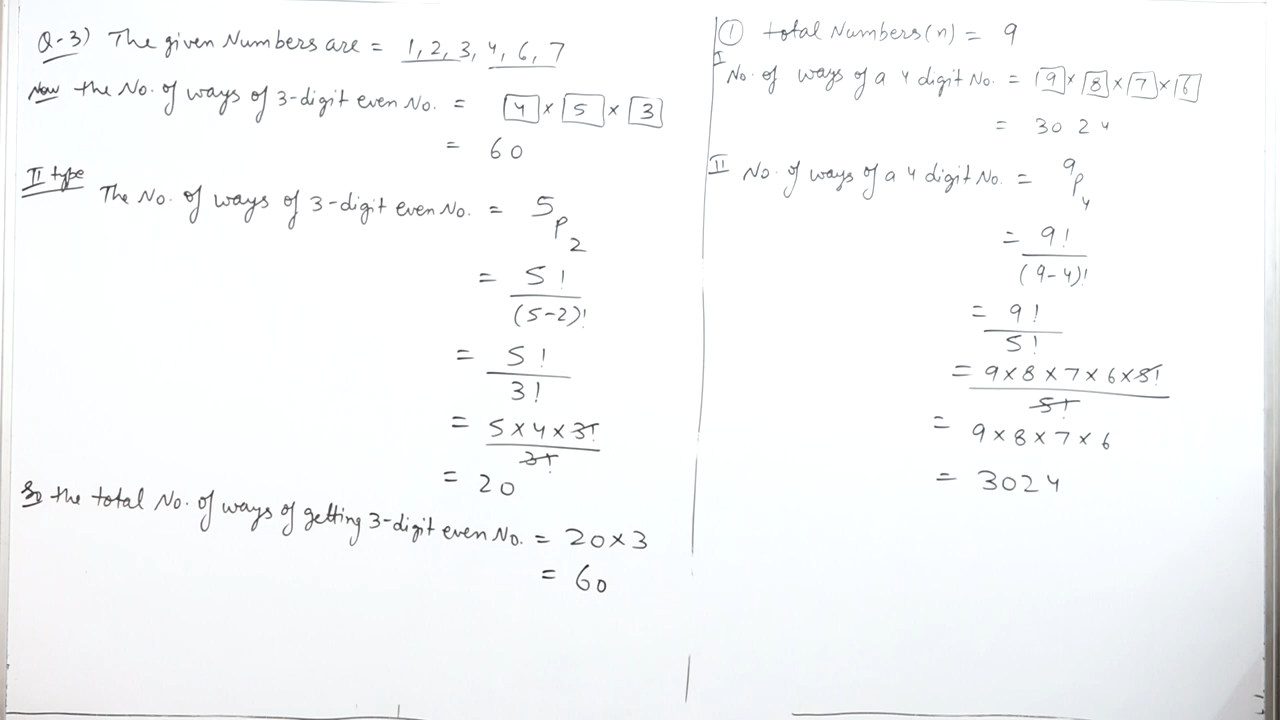 Q-3) The given Numbers are = 1, 2, 3, 4, 6, 7
Now the No. of ways of 3-digit even No. = 4 × 5 × 3
= 60
II type
The No. of ways of 3-digit even No. = 5P2
= 5!
(5-2)!
= 5!
3!
= 5 × 4 × 3!
3!
= 20
So the total No. of ways of getting 3-digit even No. = 20 × 3
= 60
① total Numbers(n) = 9
I
No. of ways of a 4 digit No. = 9 × 8 × 7 × 6
= 3024
II No. of ways of a 4 digit No. = 9P4
= 9!
(9-4)!
= 9!
5!
= 9 × 8 × 7 × 6 × 5!
5!
= 9 × 8 × 7 × 6
= 3024